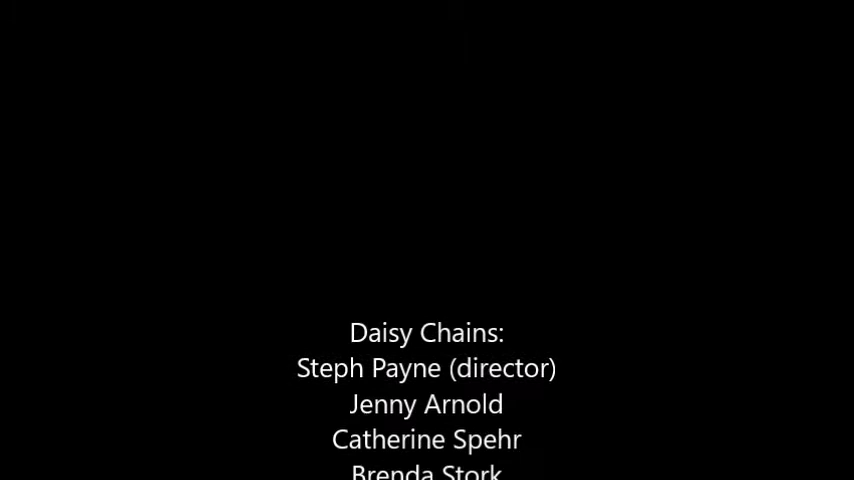 Daisy Chains:
Steph Payne (director)
Jenny Arnold
Catherine Spehr
Brenda Stork